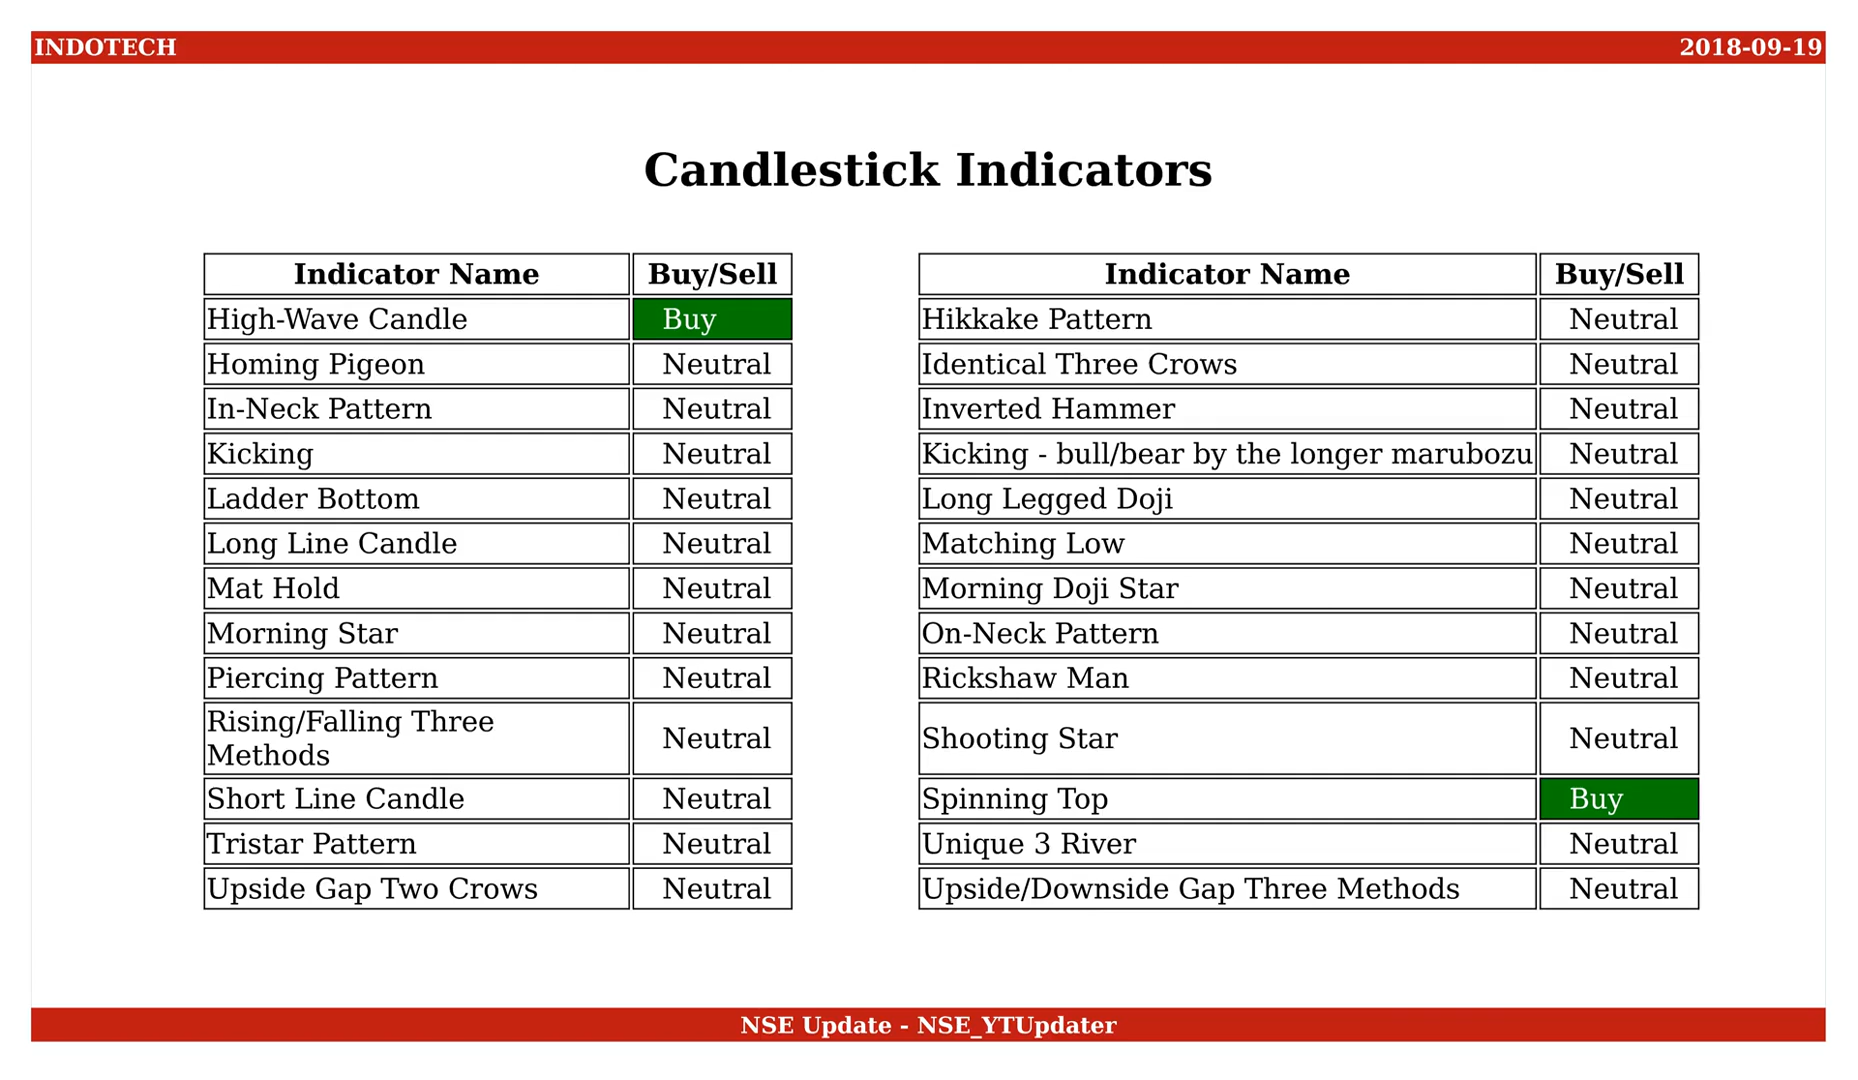 INDOTECH 2018-09-19
Candlestick Indicators
Indicator Name Buy/Sell
High-Wave Candle Buy
Homing Pigeon Neutral
In-Neck Pattern Neutral
Kicking Neutral
Ladder Bottom Neutral
Long Line Candle Neutral
Mat Hold Neutral
Morning Star Neutral
Piercing Pattern Neutral
Rising/Falling Three
Methods Neutral
Short Line Candle Neutral
Tristar Pattern Neutral
Upside Gap Two Crows Neutral
Indicator Name Buy/Sell
Hikkake Pattern Neutral
Identical Three Crows Neutral
Inverted Hammer Neutral
Kicking - bull/bear by the longer marubozu Neutral
Long Legged Doji Neutral
Matching Low Neutral
Morning Doji Star Neutral
On-Neck Pattern Neutral
Rickshaw Man Neutral
Shooting Star Neutral
Spinning Top Buy
Unique 3 River Neutral
Upside/Downside Gap Three Methods Neutral
NSE Update - NSE_YTUpdater